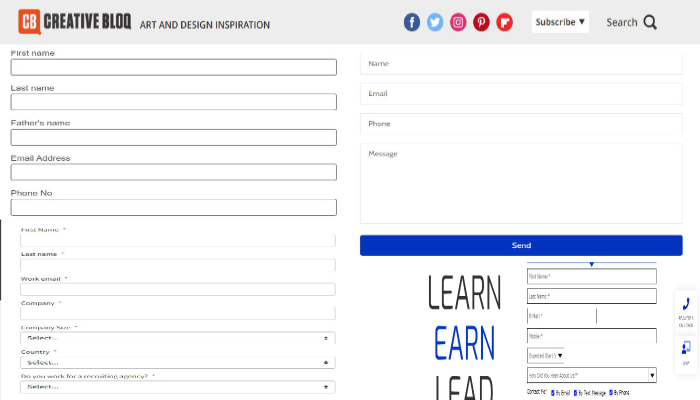 CB CREATIVE BLOQ ART AND DESIGN INSPIRATION
Subscribe ▼
Search
First name
Last name
Father's name
Email Address
Phone No
First Name *
Last name *
Work email *
Company *
Company Size *
Select...
Country *
Select...
Do you work for a recruiting agency? *
Select...
Name
Email
Phone
Message
Send
LEARN
EARN
LEAD
First Name:*
Last Name:*
E-Mail:*
Mobile:*
Expected Start Y
How Did You Hear About Us?*
Contact Me? By Email By Text Message By Phone